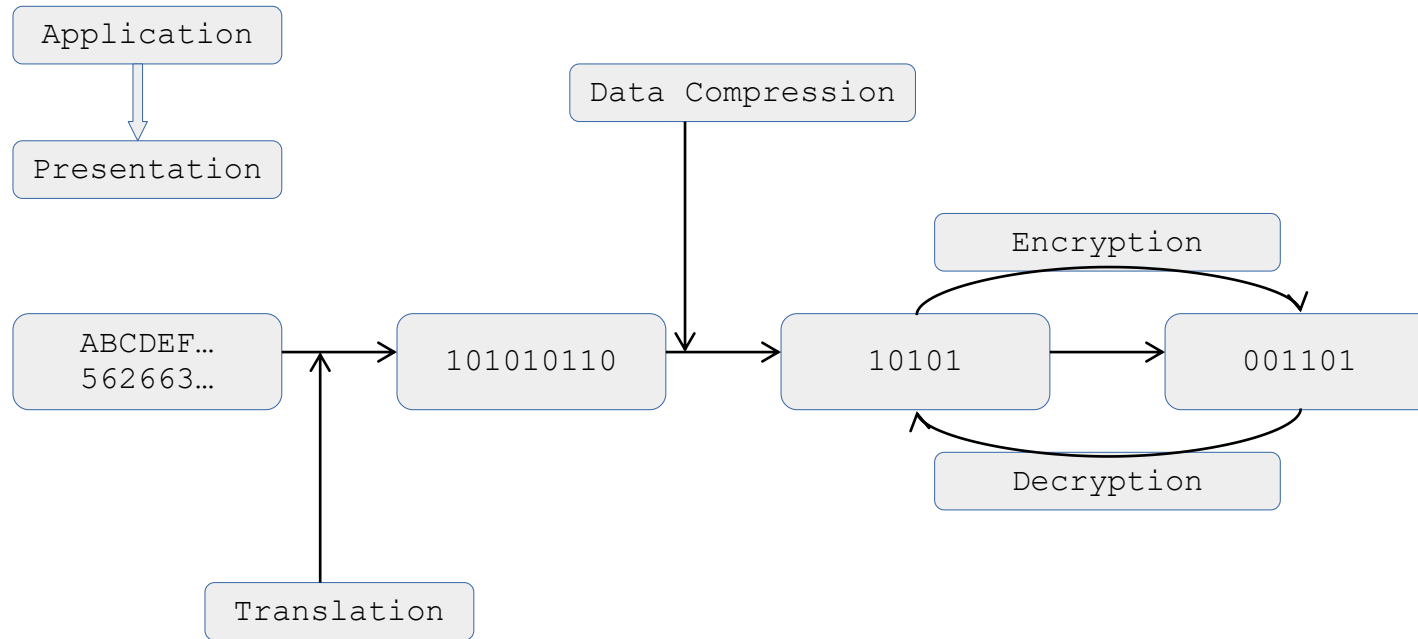 Application
Presentation
Data Compression
Encryption
ABCDEF…
562663…
101010110
10101
001101
Decryption
Translation